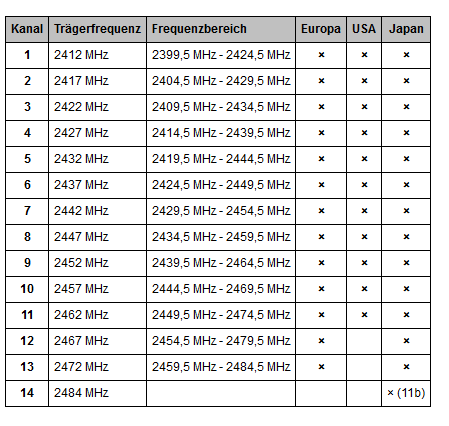 Kanal Trägerfrequenz Frequenzbereich Europa USA Japan
1 2412 MHz 2399,5 MHz - 2424,5 MHz × × ×
2 2417 MHz 2404,5 MHz - 2429,5 MHz × × ×
3 2422 MHz 2409,5 MHz - 2434,5 MHz × × ×
4 2427 MHz 2414,5 MHz - 2439,5 MHz × × ×
5 2432 MHz 2419,5 MHz - 2444,5 MHz × × ×
6 2437 MHz 2424,5 MHz - 2449,5 MHz × × ×
7 2442 MHz 2429,5 MHz - 2454,5 MHz × × ×
8 2447 MHz 2434,5 MHz - 2459,5 MHz × × ×
9 2452 MHz 2439,5 MHz - 2464,5 MHz × × ×
10 2457 MHz 2444,5 MHz - 2469,5 MHz × × ×
11 2462 MHz 2449,5 MHz - 2474,5 MHz × × ×
12 2467 MHz 2454,5 MHz - 2479,5 MHz × ×
13 2472 MHz 2459,5 MHz - 2484,5 MHz × ×
14 2484 MHz × (11b)